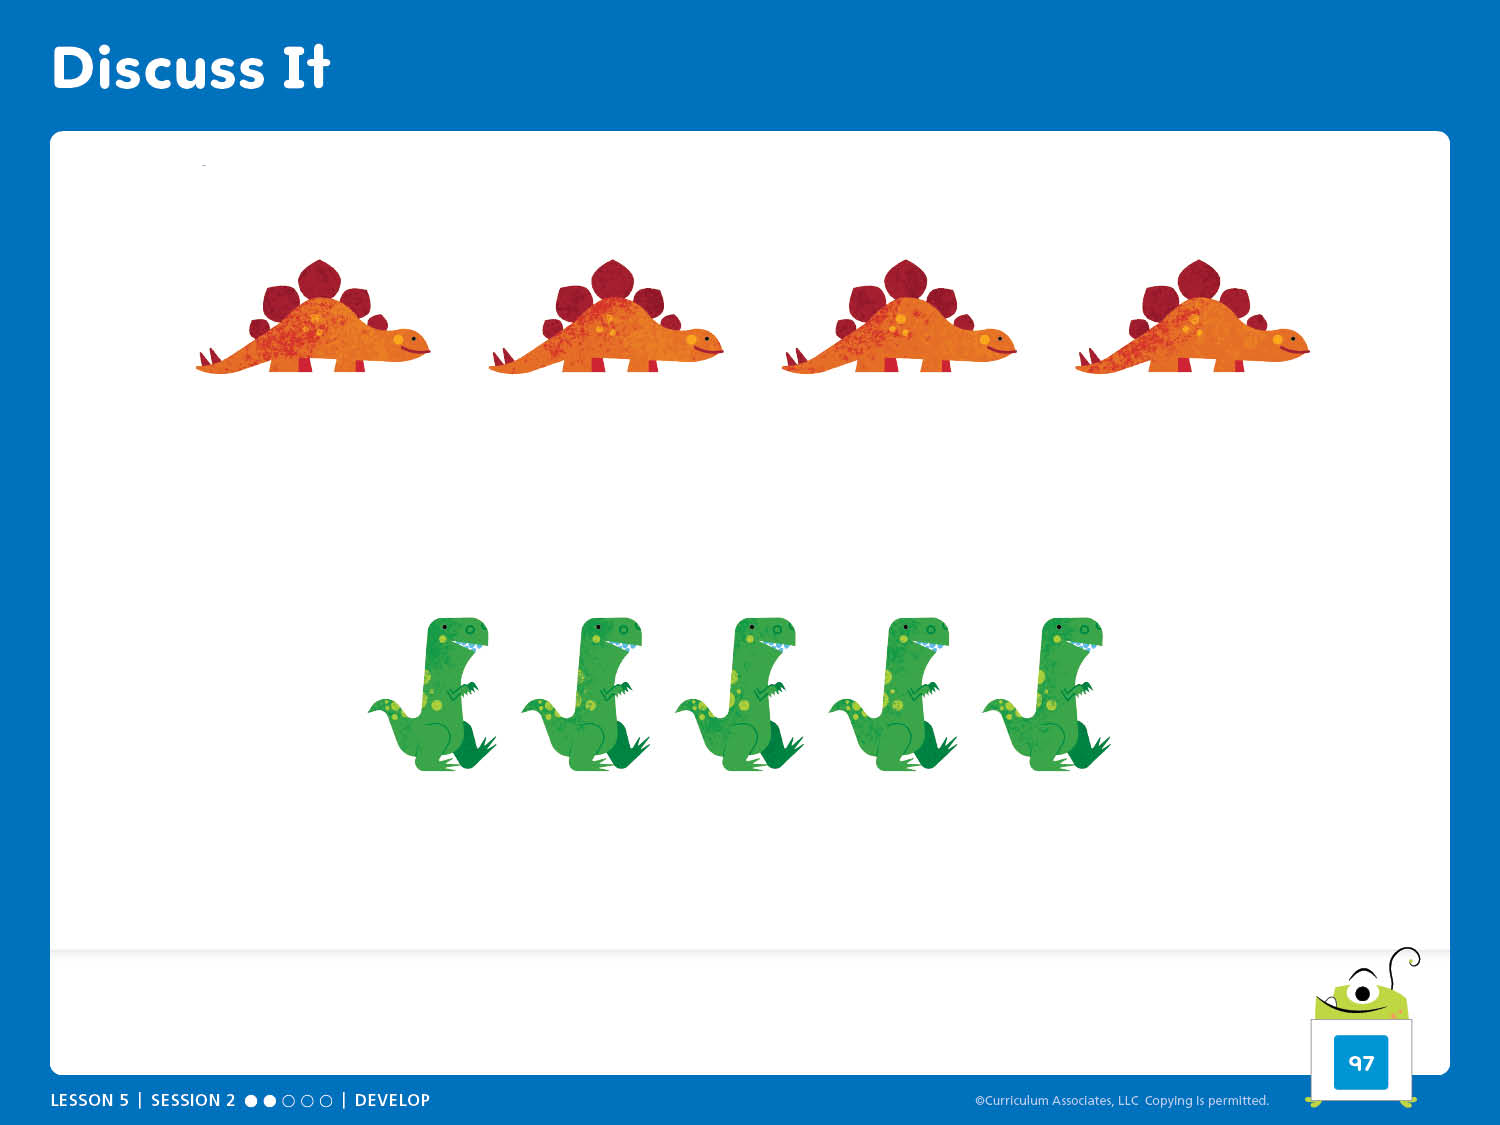 Discuss It
97
LESSON 5 | SESSION 2 ●●○○○ | DEVELOP
©Curriculum Associates, LLC Copying is permitted.